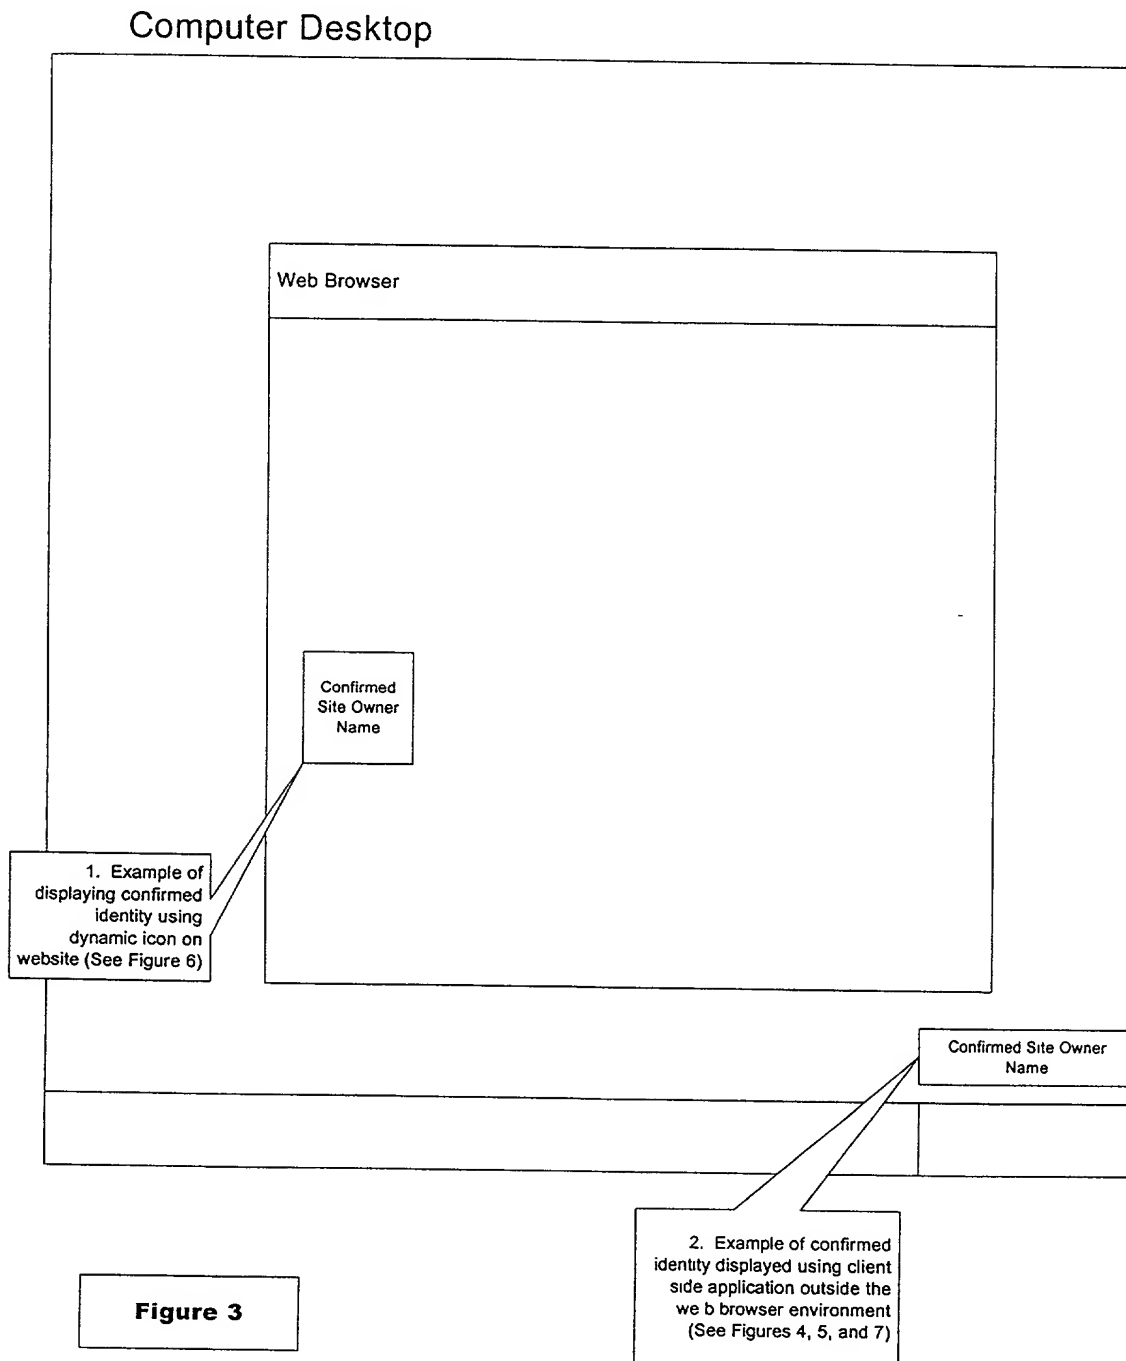 Computer Desktop
Web Browser
Confirmed
Site Owner
Name
1. Example of
displaying confirmed
identity using
dynamic icon on
website (See Figure 6)
Confirmed Site Owner
Name
2. Example of confirmed
identity displayed using client
side application outside the
we b browser environment
(See Figures 4, 5, and 7)
Figure 3